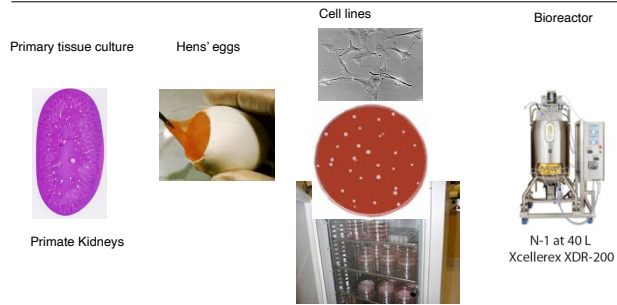 Primary tissue culture
Hens' eggs
Cell lines
Bioreactor
Primate Kidneys
N-1 at 40 L
Xcellerex XDR-200